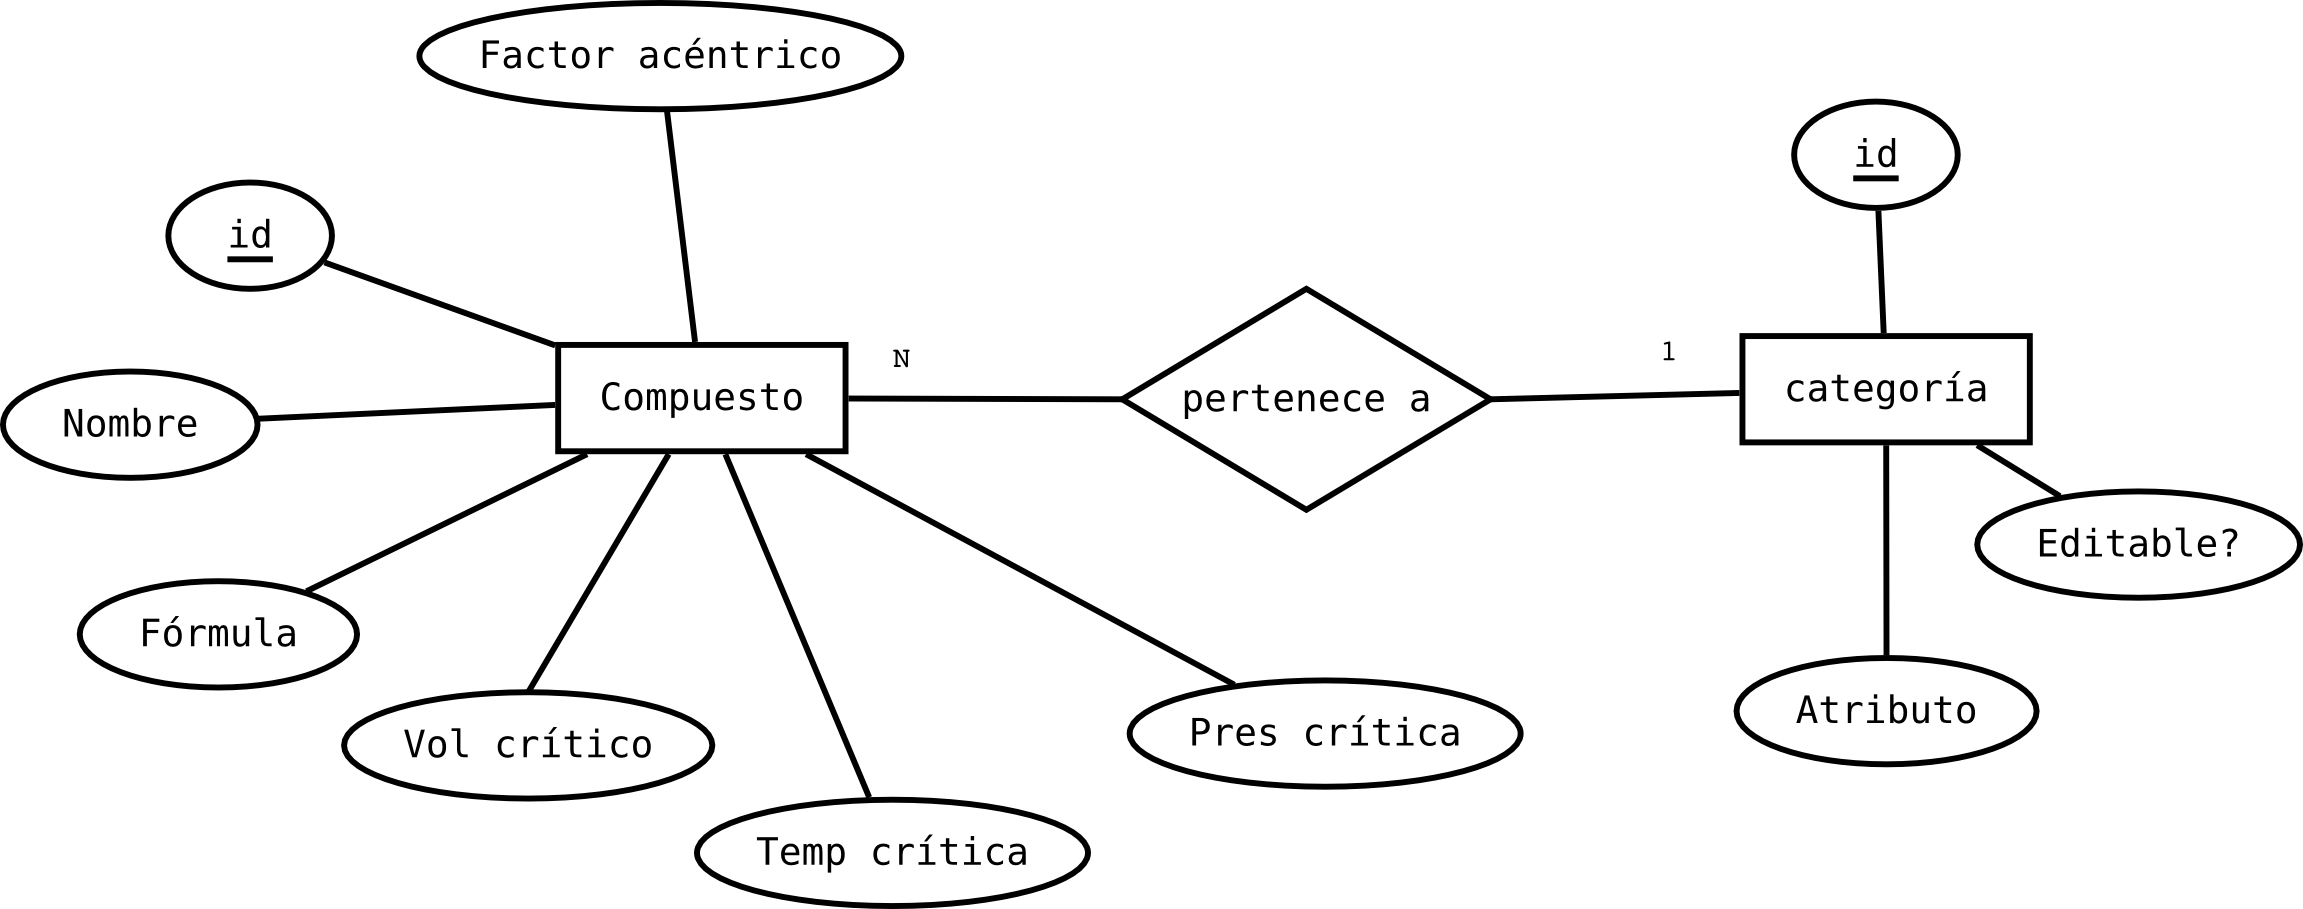 Factor acéntrico
id
id
N
1
Compuesto
pertenece a
categoría
Nombre
Editable?
Fórmula
Atributo
Vol crítico
Pres crítica
Temp crítica